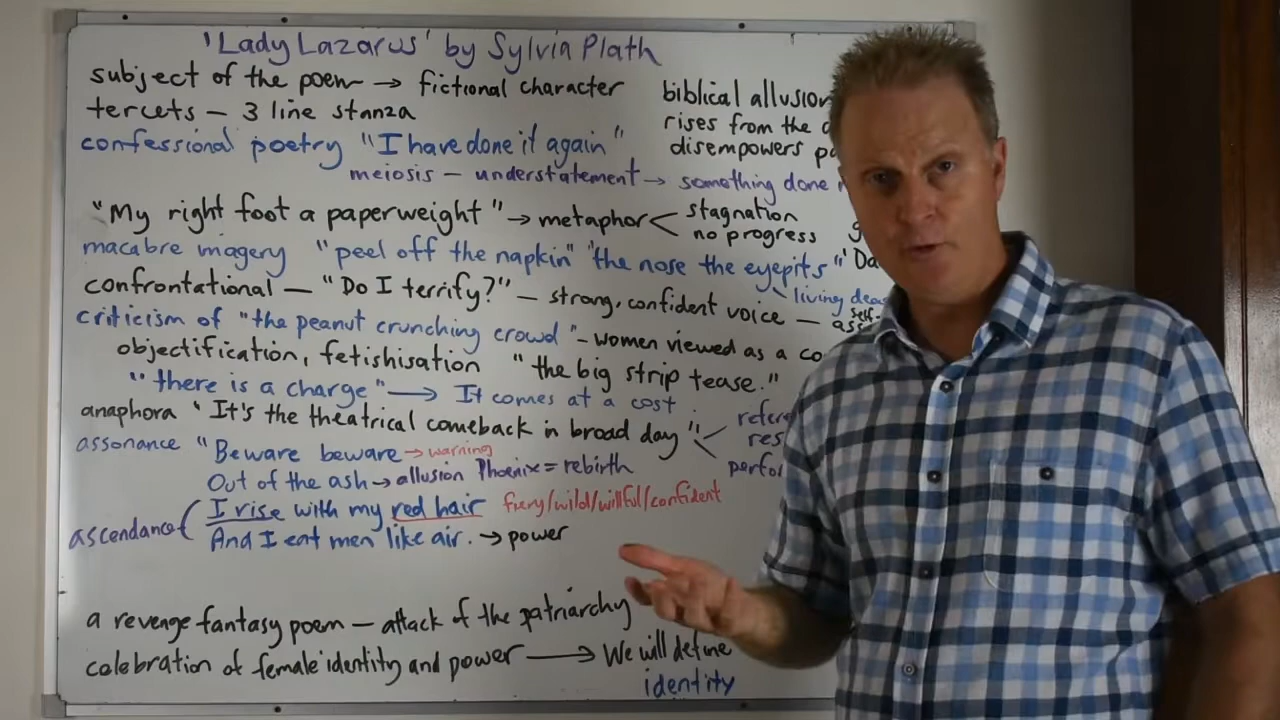 'Lady Lazarus' by Sylvia Plath
subject of the poem → fictional character
tercets – 3 line stanza
biblical allusion
rises from the
disempowers
confessional poetry "I have done it again"
meiosis – understatement → something done
"My right foot a paperweight" → metaphor < stagnation
no progress
macabre imagery "peel off the napkin" "the nose the eyepits"
living
confrontational – "Do I terrify?" – strong, confident voice –
self-
criticism of "the peanut crunching crowd" – women viewed as a
objectification, fetishisation "the big strip tease."
"there is a charge" → It comes at a cost
anaphora "It's the theatrical comeback in broad day"
assonance "Beware beware → warning
Out of the ash → allusion Phoenix = rebirth
ascendance ( I rise with my red hair fiery/wild/willful/confident
And I eat men like air. → power
a revenge fantasy poem – attack of the patriarchy
celebration of female identity and power → We will define
identity